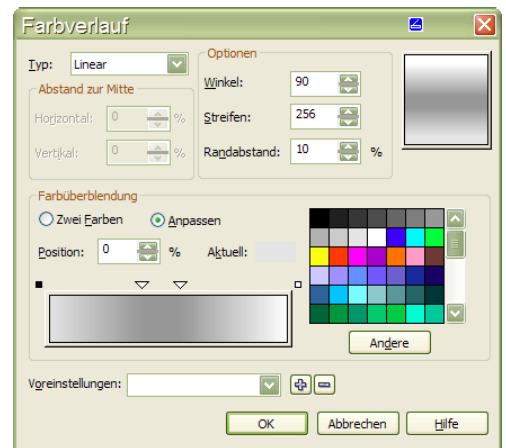 Farbverlauf
Typ: Linear
Optionen
Abstand zur Mitte
Winkel: 90
Horizontal: 0 %
Streifen: 256
Vertikal: 0 %
Randabstand: 10 %
Farbüberblendung
Zwei Farben Anpassen
Position: 0 % Aktuell:
Andere
Voreinstellungen:
OK Abbrechen Hilfe